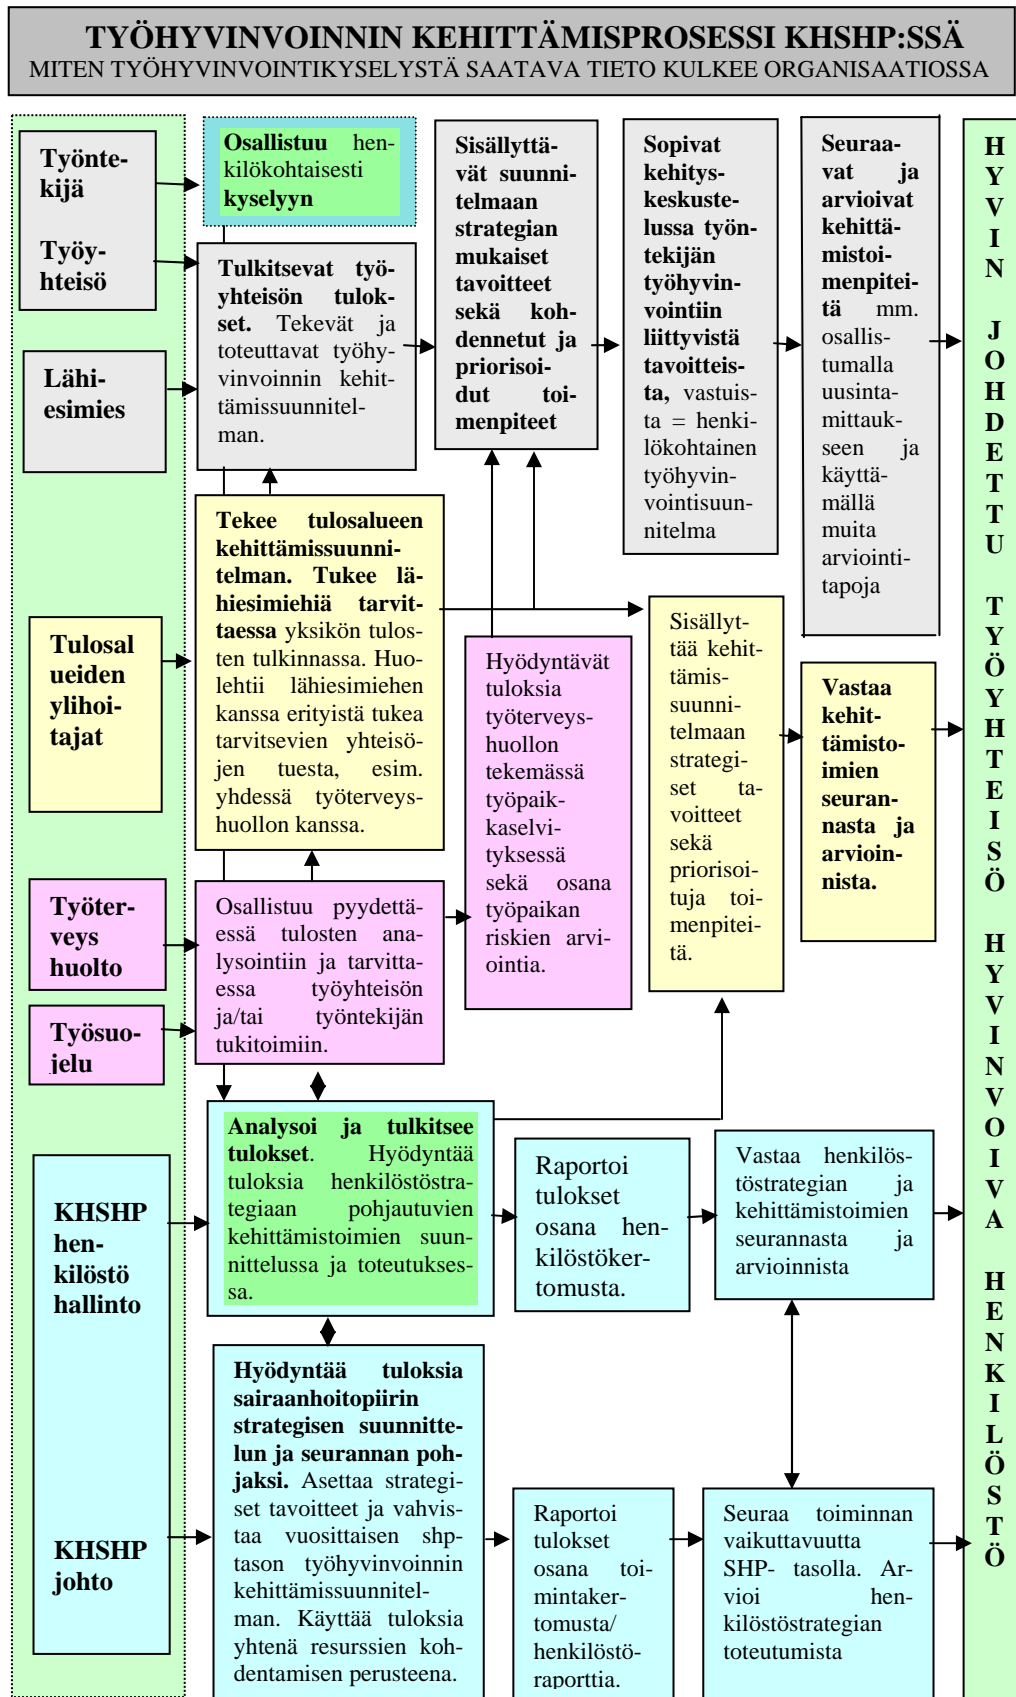 TYÖHYVINVOINNIN KEHITTÄMISPROSESSI KHSHP:SSÄ
MITEN TYÖHYVINVOINTIKYSELYSTÄ SAATAVA TIETO KULKEE ORGANISAATIOSSA
Työnte-
kijä
Työy-
hteisö
Osallistuu hen-
kilökohtaisesti
kyselyyn
Tulkitsevat työ-
yhteisön tulok-
set. Tekevät ja
toteuttavat työhy-
vinvoinnin kehit-
tämissuunnitel-
man.
Sisällyttä-
vät suunni-
telmaan
strategian
mukaiset
tavoitteet
sekä koh-
dennetut ja
priorisoi-
dut toi-
menpiteet
Sopivat
kehitys-
keskuste-
lussa työn-
tekijän
työhyvin-
vointiin
liittyvistä
tavoitteis-
ta, vastuis-
ta = henki-
lökohtainen
työhyvin-
vointisuun-
nitelma
Seuraa-
vat ja
arvioivat
kehittä-
mistoi-
menpitei-
tä mm.
osallis-
tumalla
uusinta-
mittauk-
seen ja
käyttä-
mällä
muita
arviointi-
tapoja
Lähi-
esimies
Tulosal
ueiden
ylihoi-
tajat
Tekee tulosalueen
kehittämissuunni-
telman. Tukee lä-
hiesimiehiä tarvit-
taessa yksikön tulos-
ten tulkinnassa. Huo-
lehtii lähiesimiehen
kanssa erityistä tukea
tarvitsevien yhteisö-
jen tuesta, esim.
yhdessä työterveys-
huollon kanssa.
Hyödyntävät
tuloksia
työterveys-
huollon
tekemässä
työpaik-
kaselvi-
tyksessä
sekä osana
työpaikan
riskien arvi-
ointia.
Sisällyt-
tää kehit-
tämis-
suunni-
telmaan
strategi-
set ta-
voitteet
sekä
priorisoi-
tuja toi-
menpitei-
tä.
Vastaa
kehit-
tämisto-
imien
seuran-
nasta ja
arvioin-
nista.
Työter-
veys
huolto
Työsuo-
jelu
Osallistuu pyydettä-
essä tulosten ana-
lysointiin ja tarvitta-
essa työyhteisön
ja/tai työntekijän
tukitoimiin.
KHSHP
hen-
kilöstö
hallinto
Analysoi ja tulkitsee
tulokset. Hyödyntää
tuloksia henkilöstöstra-
tegiaan pohjautuvien
kehittämistoimien suun-
nittelussa ja toteutukses-
sa.
Raportoi
tulokset
osana hen-
kilöstöker-
tomusta.
Vastaa henkilös-
töstrategian ja
kehittämistoimien
seurannasta ja
arvioinnista
KHSHP
johto
Hyödyntää tuloksia
sairaanhoitopiirin
strategisen suunnitte-
lun ja seurannan poh-
jaksi. Asettaa strategi-
set tavoitteet ja vahvis-
taa vuosittaisen shp-
tason työhyvinvoinnin
kehittämissuunnitel-
man. Käyttää tuloksia
yhtenä resurssien koh-
dentamisen perusteena.
Raportoi
tulokset
osana toi-
mintaker-
tomusta/
henkilöstö-
raporttia.
Seuraa toiminnan
vaikuttavuutta
SHP- tasolla. Ar-
vioi hen-
kilöstöstrategian
toteutumista
HYVIN JOHDETTU TYÖYHTEISÖ HYVINVOIVA HENKILÖSTÖ